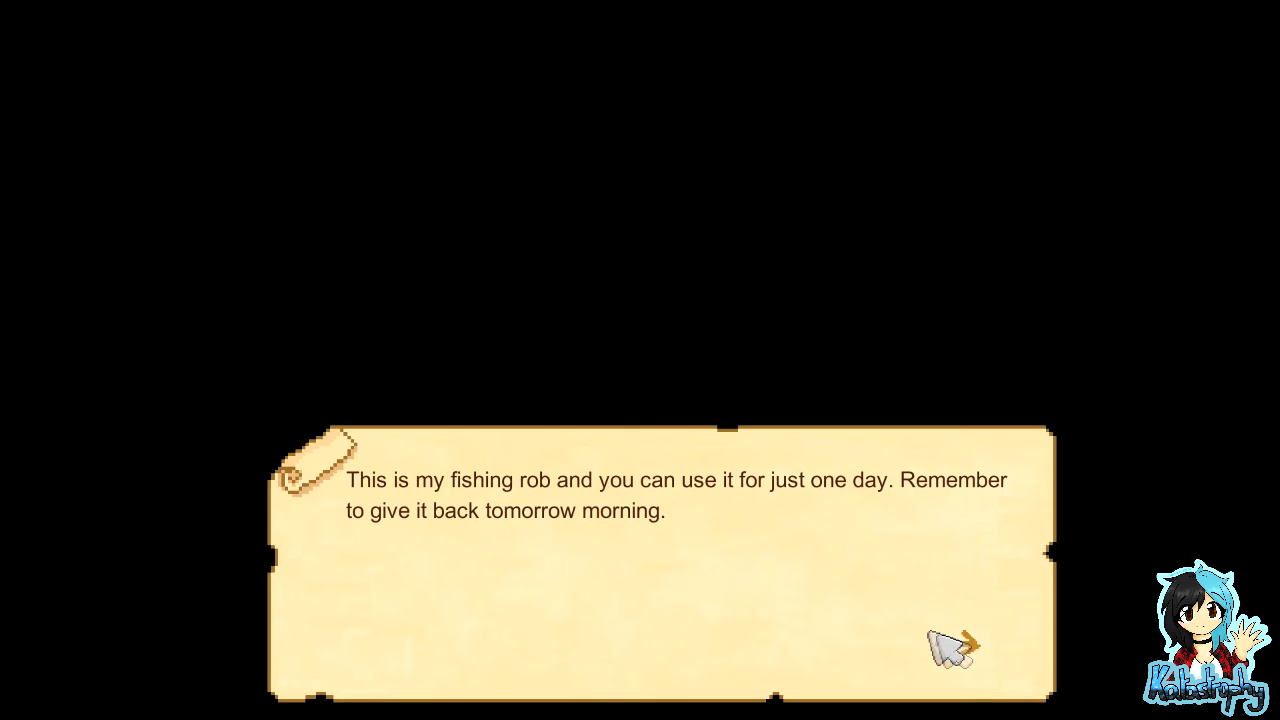 This is my fishing rob and you can use it for just one day. Remember
to give it back tomorrow morning.
Katastrophy